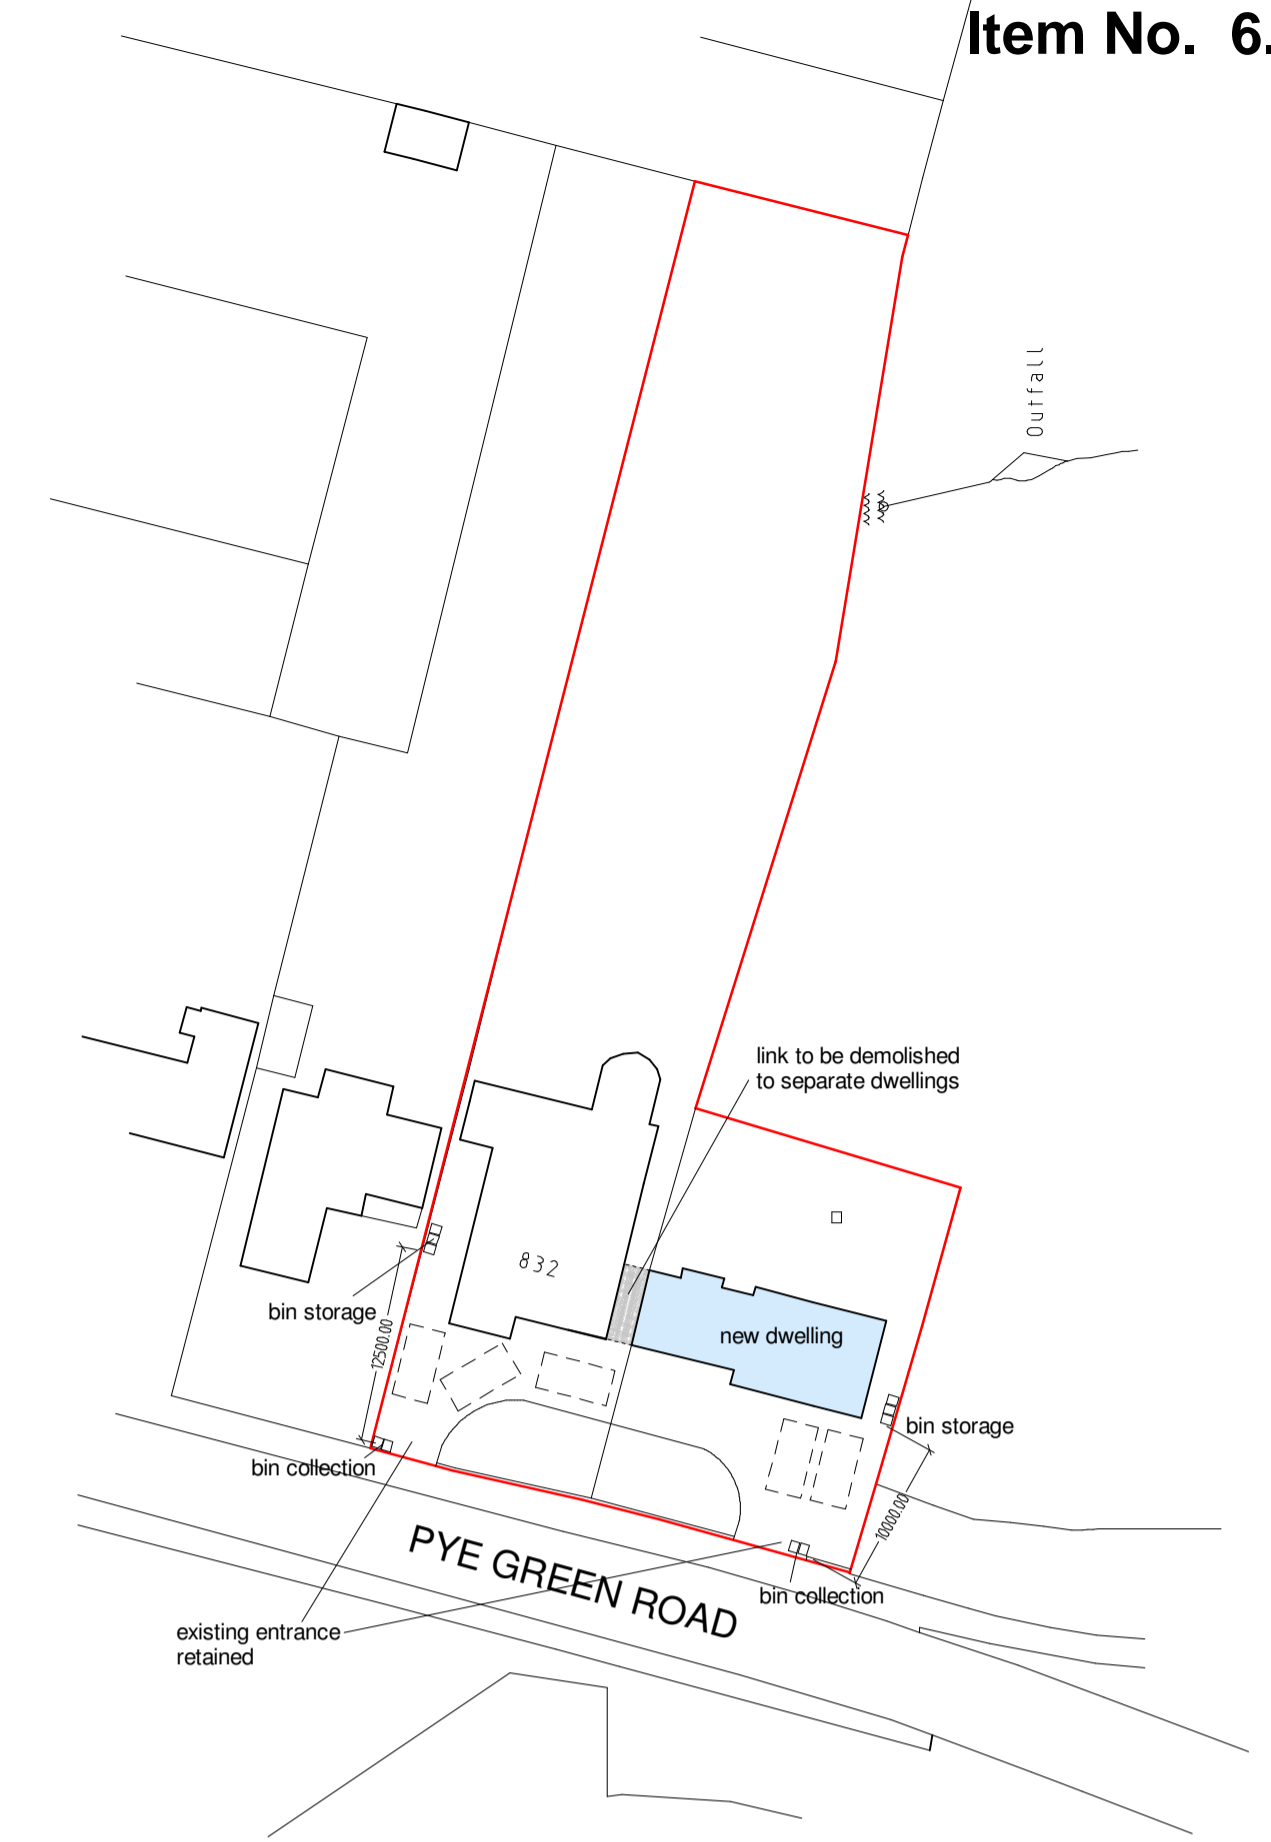 Item No. 6.
Outfall
link to be demolished
to separate dwellings
832
bin storage
12500.00
new dwelling
bin storage
bin collection
10000.00
PYE GREEN ROAD
bin collection
existing entrance
retained